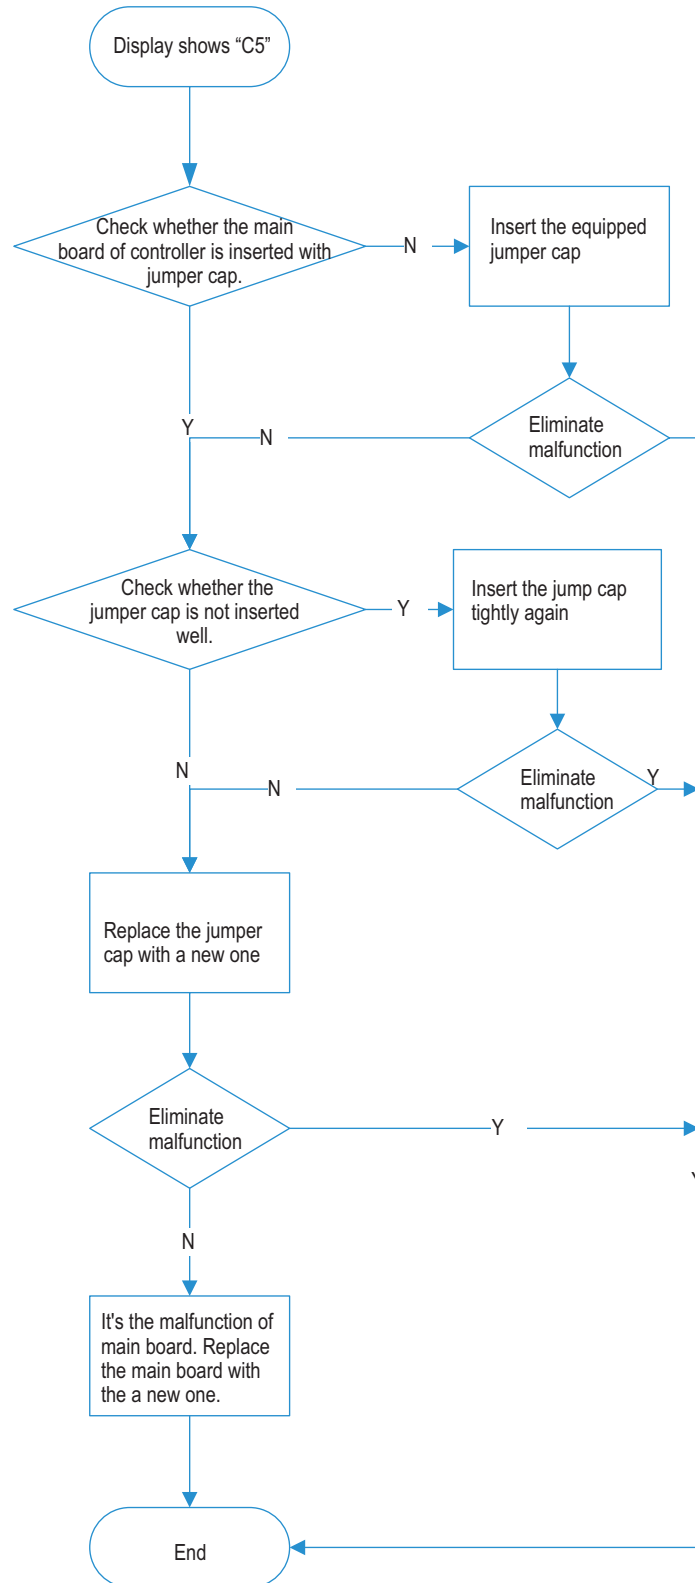 Display shows “C5”
Check whether the main
board of controller is inserted with
jumper cap.
N
Insert the equipped
jumper cap
Y
N
Eliminate
malfunction
Check whether the
jumper cap is not inserted
well.
Y
Insert the jump cap
tightly again
N
N
Eliminate
malfunction
Y
Replace the jumper
cap with a new one
Eliminate
malfunction
Y
Y
N
It's the malfunction of
main board. Replace
the main board with
the a new one.
End